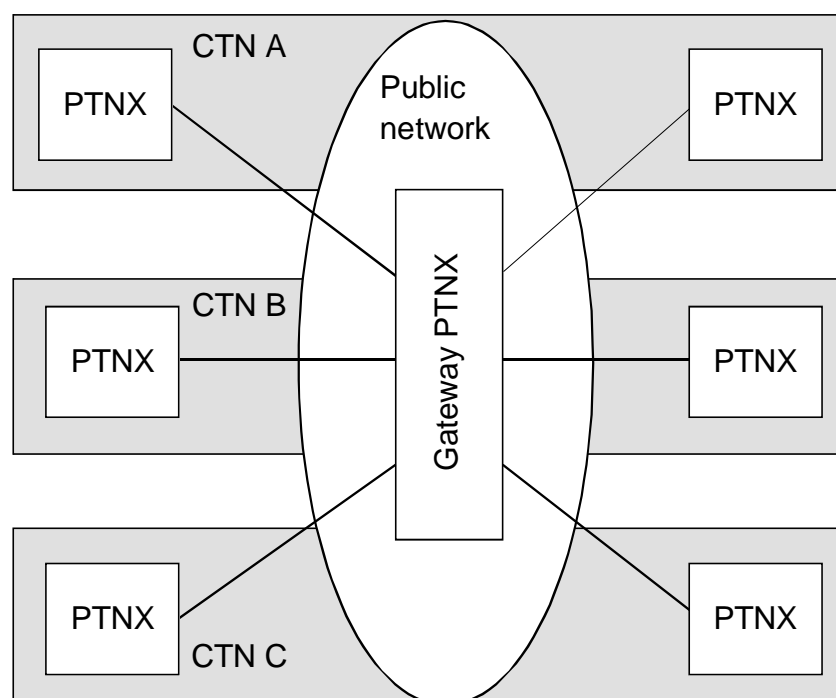 CTN A
PTNX
Public
network
PTNX
CTN B
PTNX
Gateway PTNX
PTNX
PTNX
CTN C
PTNX